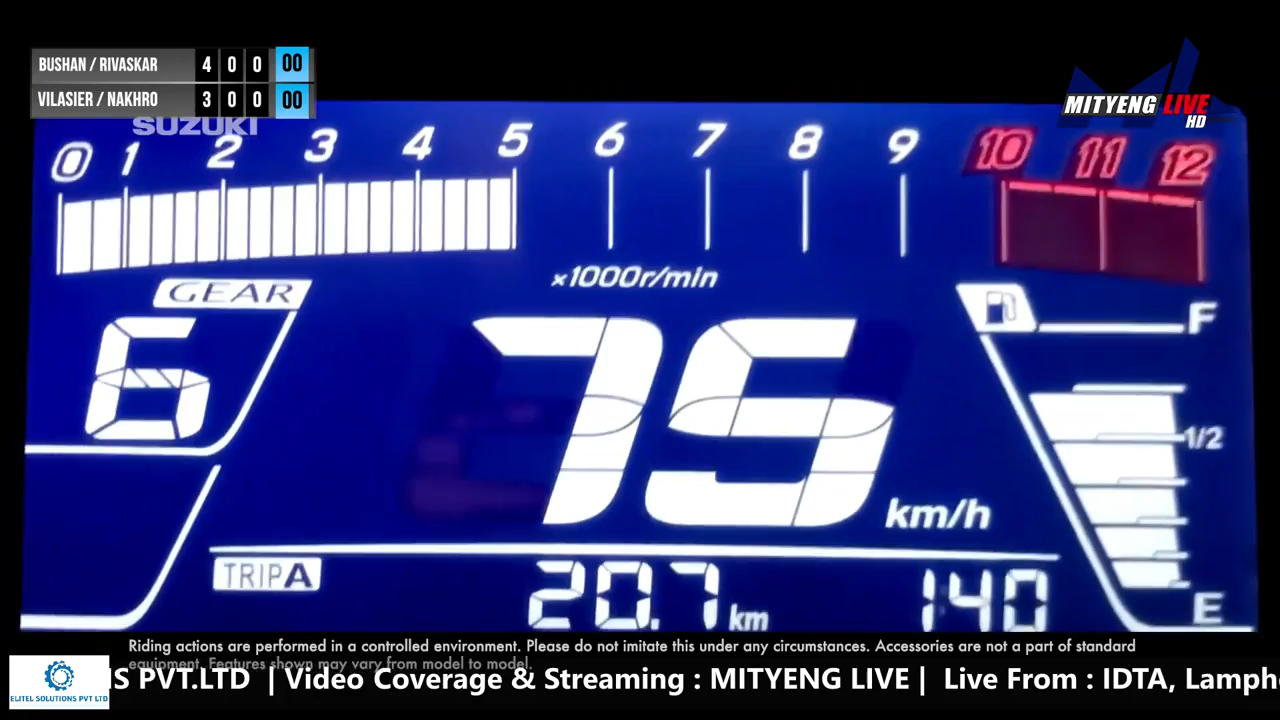 BUSHAN / RIVASKAR 4 0 0 00
VILASIER / NAKHRO 3 0 0 00
MITYENG LIVE
HD
SUZUKI
0 1 2 3 4 5 6 7 8 9 10 11 12
x1000r/min
GEAR
6
75
km/h
F
1/2
E
TRIP A
20.7 km
140
Riding actions are performed in a controlled environment. Please do not imitate this under any circumstances. Accessories are not a part of standard
equipment. Features shown may vary from model to model.
IS PVT.LTD | Video Coverage & Streaming : MITYENG LIVE | Live From : IDTA, Lamphe
ELITEL SOLUTIONS PVT LTD